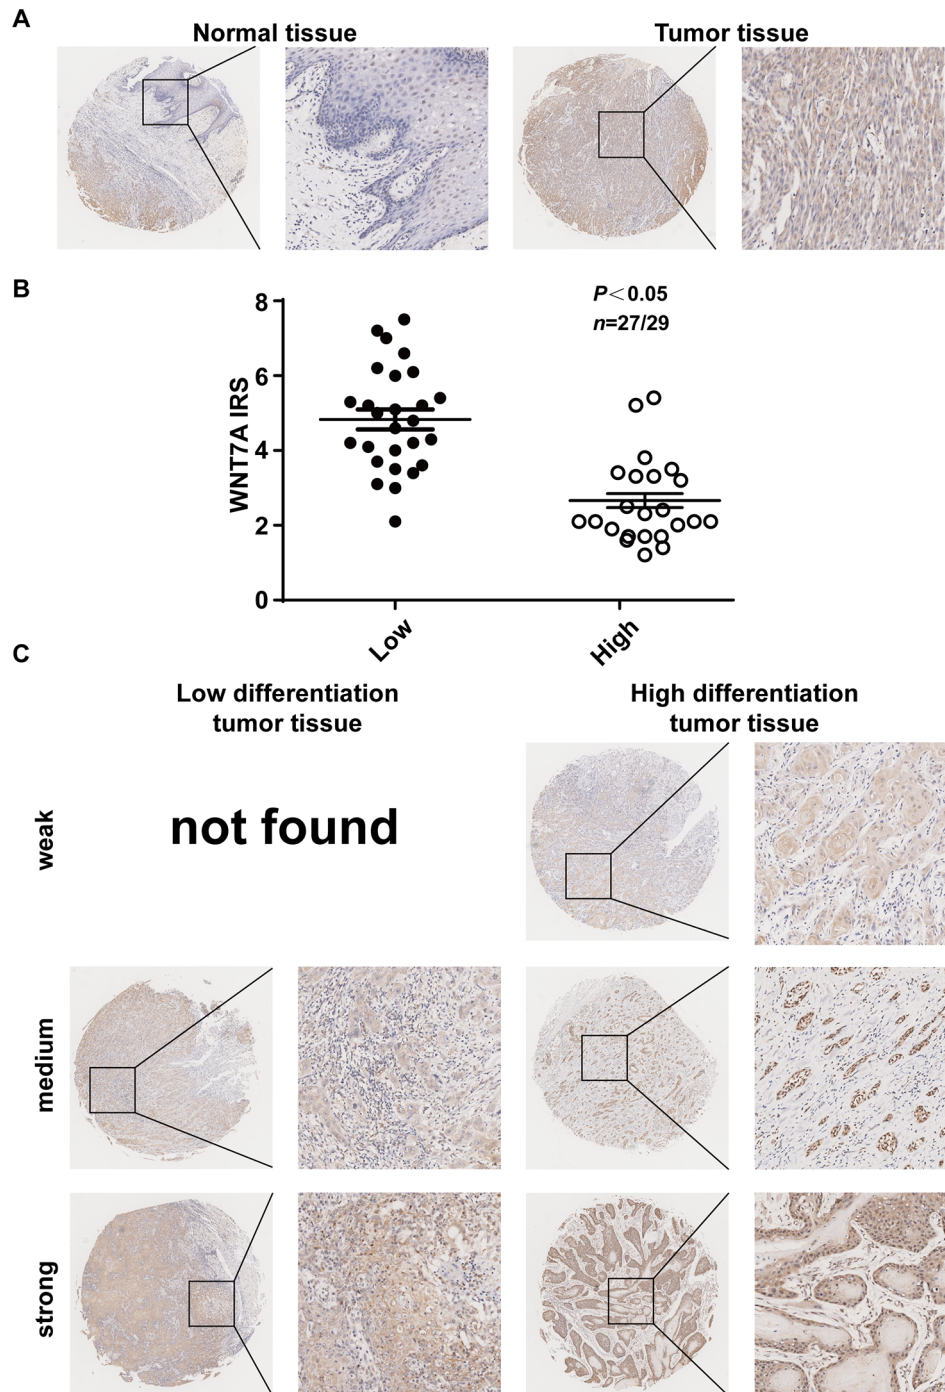 A
Normal tissue
Tumor tissue
B
P<0.05
n=27/29
WNT7A IRS
8
6
4
2
0
Low
High
C
Low differentiation
tumor tissue
High differentiation
tumor tissue
weak
not found
medium
strong